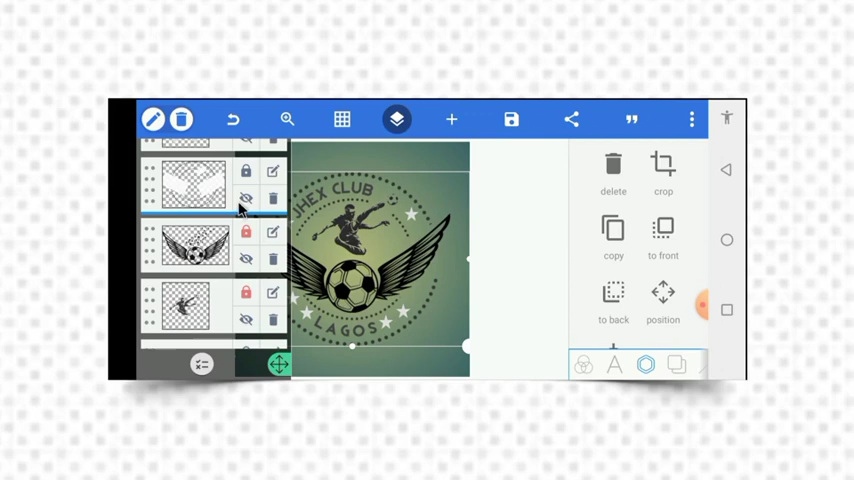 JHEX CLUB
LAGOS
delete
crop
copy
to front
to back
position